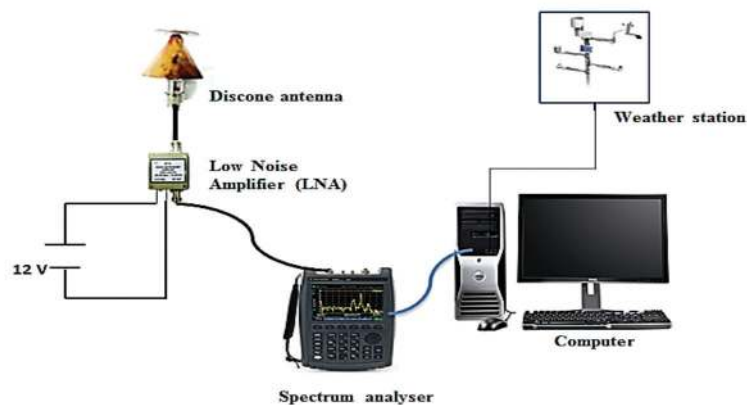 Discone antenna
Weather station
Low Noise
Amplifier (LNA)
12 V
Computer
Spectrum analyser